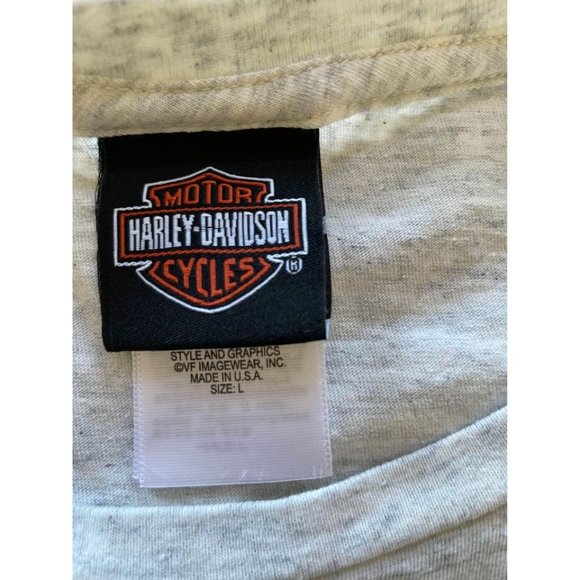 MOTOR
HARLEY-DAVIDSON
CYCLES
®
STYLE AND GRAPHICS
©VF IMAGEWEAR, INC.
MADE IN U.S.A.
SIZE: L